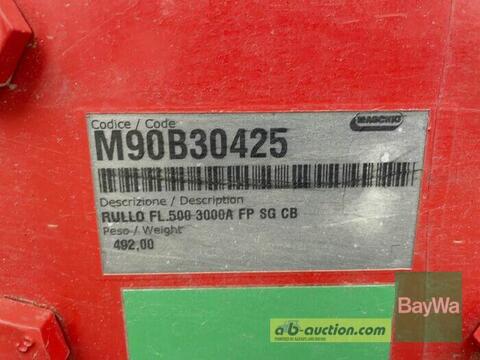 Codice / Code
MASCHIO
M90B30425
Descrizione / Description
RULLO FL.500 3000A FP SG CB
Peso / Weight
492,00
BayWa
ab-auction.com